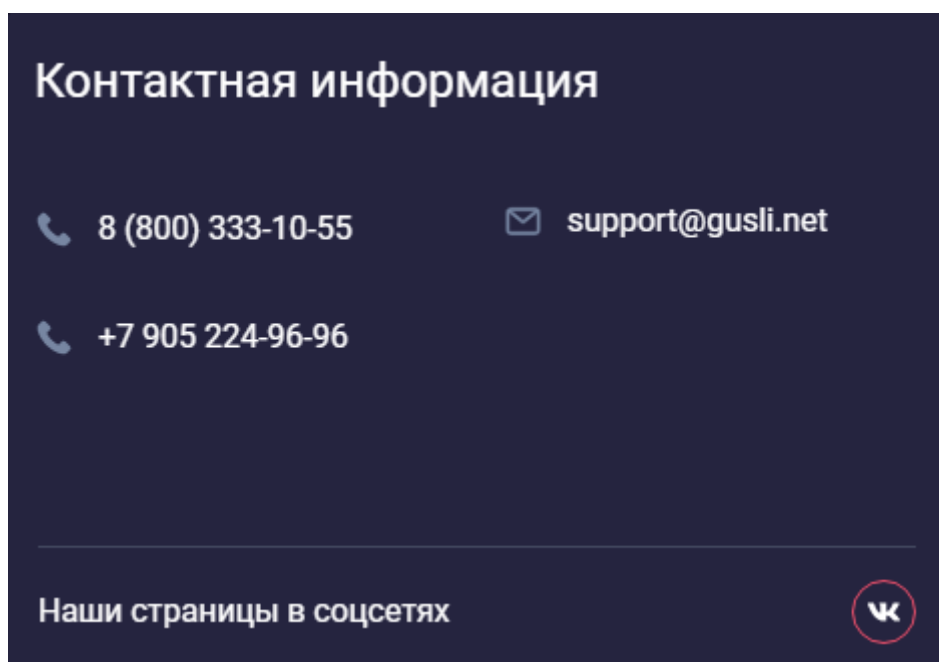 Контактная информация
8 (800) 333-10-55
support@gusli.net
+7 905 224-96-96
Наши страницы в соцсетях